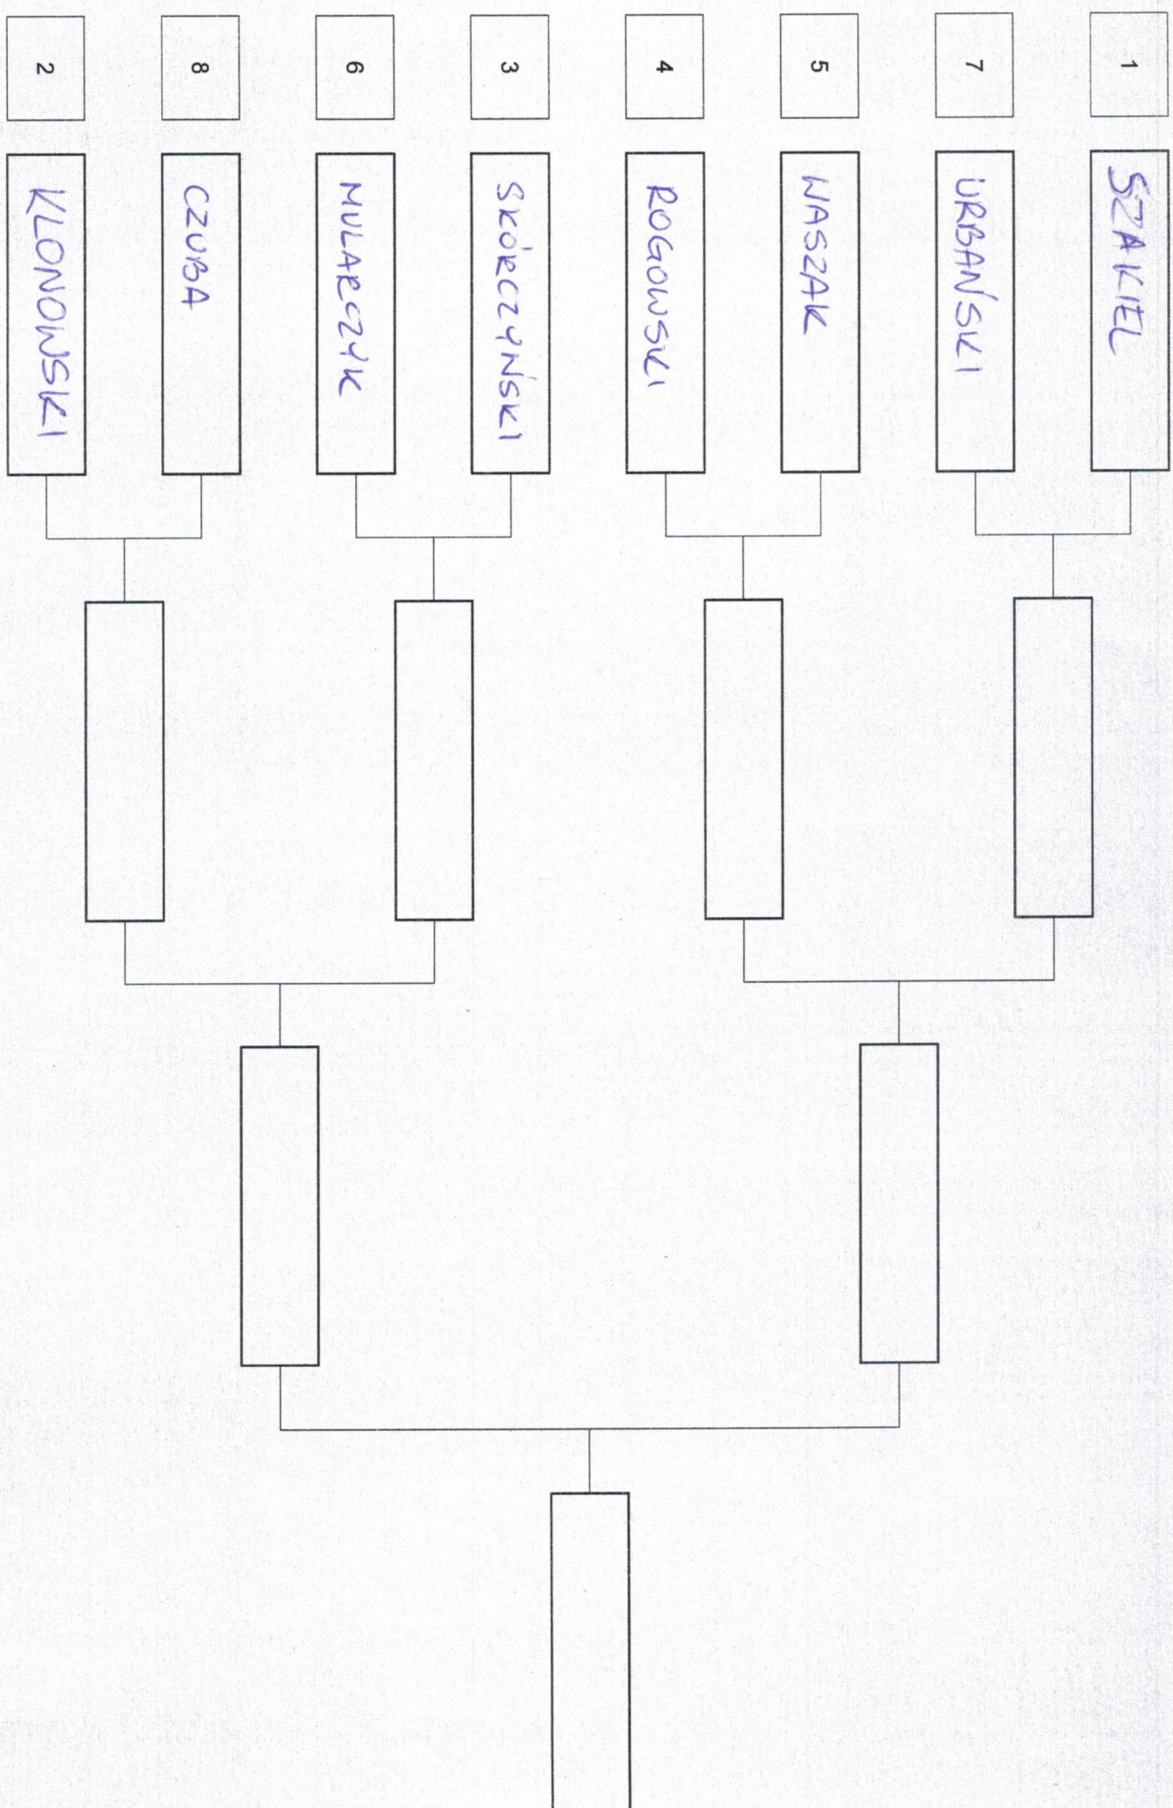 1 SZAKIEL
7 URBAŃSKI
5 WASZAK
4 ROGOWSKI
3 SKÓRCZYŃSKI
6 MULARCZYK
8 CZUBA
2 KLONOWSKI